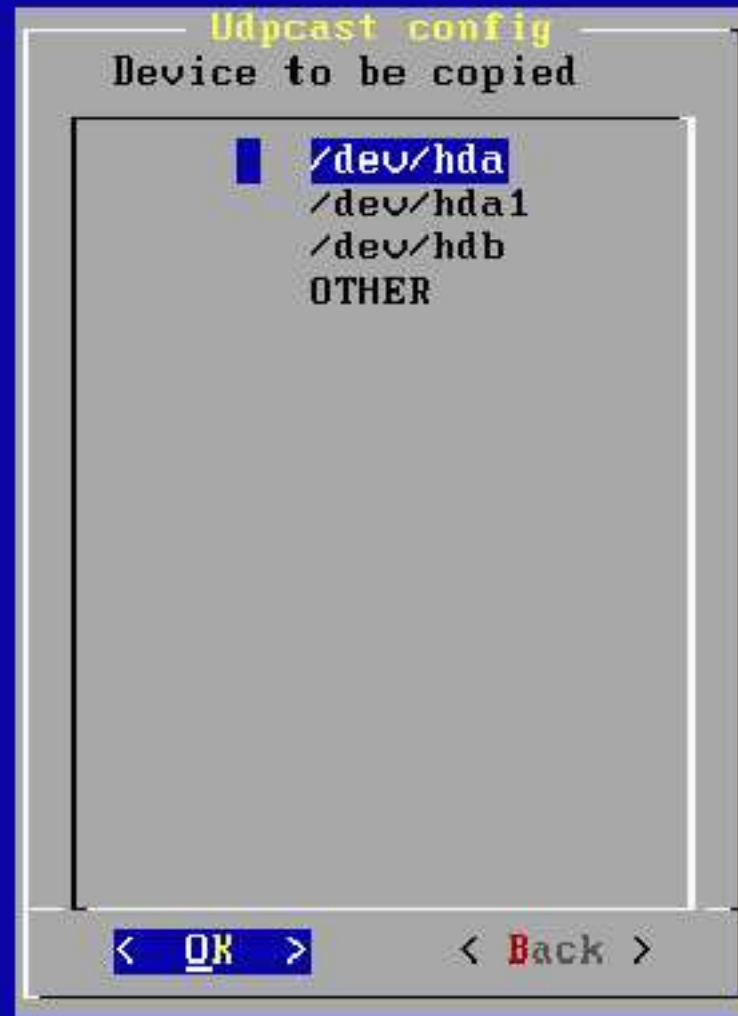 Udpcast config
Device to be copied
/dev/hda
/dev/hda1
/dev/hdb
OTHER
< OK > < Back >